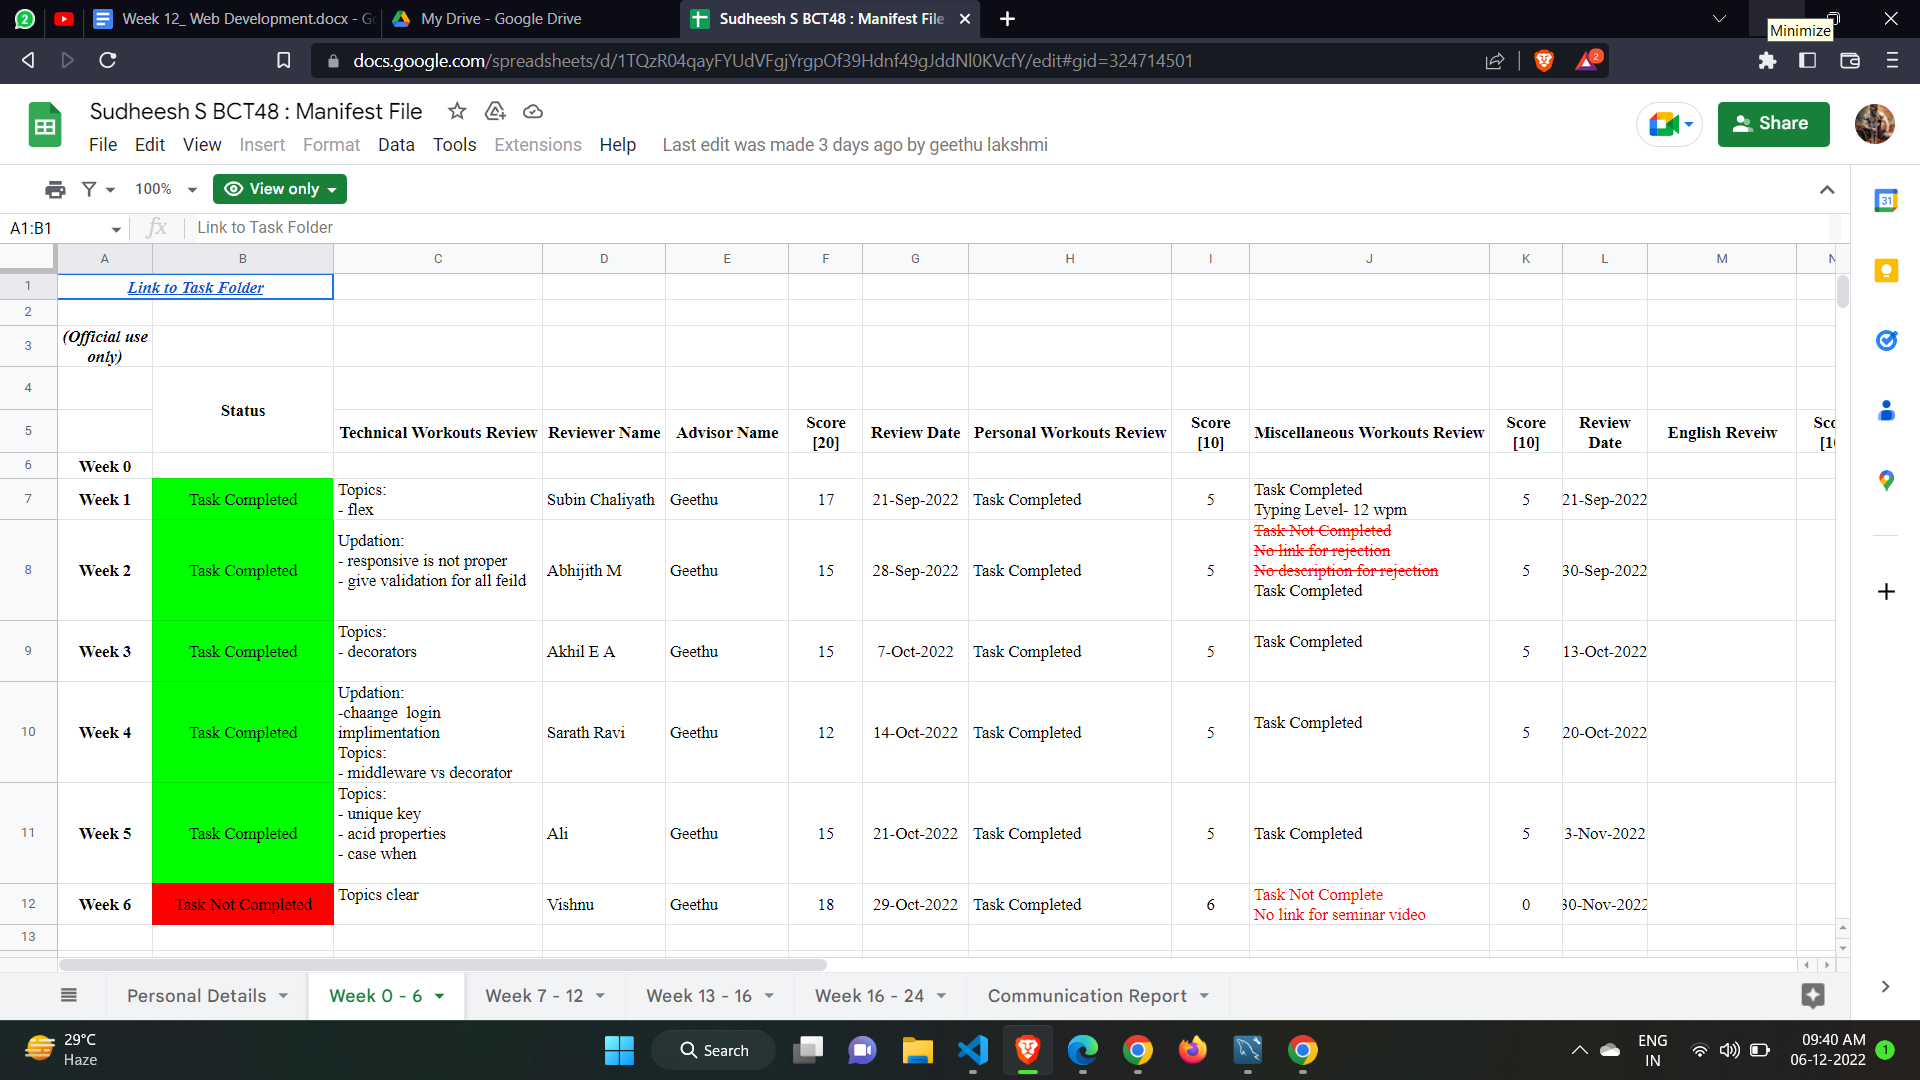 2
Week 12_ Web Development.docx - Go
My Drive - Google Drive
Sudheesh S BCT48 : Manifest File
Minimize
docs.google.com/spreadsheets/d/1TQzR04qayFYUdVFgjYrgpOf39Hdnf49gJddNl0KVcfY/edit#gid=324714501
2
Sudheesh S BCT48 : Manifest File
File Edit View Insert Format Data Tools Extensions Help Last edit was made 3 days ago by geethu lakshmi
Share
100% View only
31
A1:B1 fx Link to Task Folder
A B C D E F G H I J K L M N
1 Link to Task Folder
2
3 (Official use
only)
4
Status
5 Technical Workouts Review Reviewer Name Advisor Name Score
[20] Review Date Personal Workouts Review Score
[10] Miscellaneous Workouts Review Score
[10] Review
Date English Reveiw
6 Week 0
7 Week 1 Task Completed Topics:
- flex Subin Chaliyath Geethu 17 21-Sep-2022 Task Completed 5 Task Completed
Typing Level- 12 wpm 5 21-Sep-2022
8 Week 2 Task Completed Updation:
- responsive is not proper
- give validation for all feild Abhijith M Geethu 15 28-Sep-2022 Task Completed 5 Task Not Completed
No link for rejection
No description for rejection
Task Completed 5 30-Sep-2022
9 Week 3 Task Completed Topics:
- decorators Akhil E A Geethu 15 7-Oct-2022 Task Completed 5 Task Completed 5 13-Oct-2022
10 Week 4 Task Completed Updation:
-chaange login
implimentation
Topics:
- middleware vs decorator Sarath Ravi Geethu 12 14-Oct-2022 Task Completed 5 Task Completed 5 20-Oct-2022
11 Week 5 Task Completed Topics:
- unique key
- acid properties
- case when Ali Geethu 15 21-Oct-2022 Task Completed 5 Task Completed 5 3-Nov-2022
12 Week 6 Task Not Completed Topics clear Vishnu Geethu 18 29-Oct-2022 Task Completed 6 Task Not Complete
No link for seminar video 0 30-Nov-2022
13
Personal Details Week 0 - 6 Week 7 - 12 Week 13 - 16 Week 16 - 24 Communication Report
29°C
Haze
Search
ENG
IN
09:40 AM
06-12-2022
1